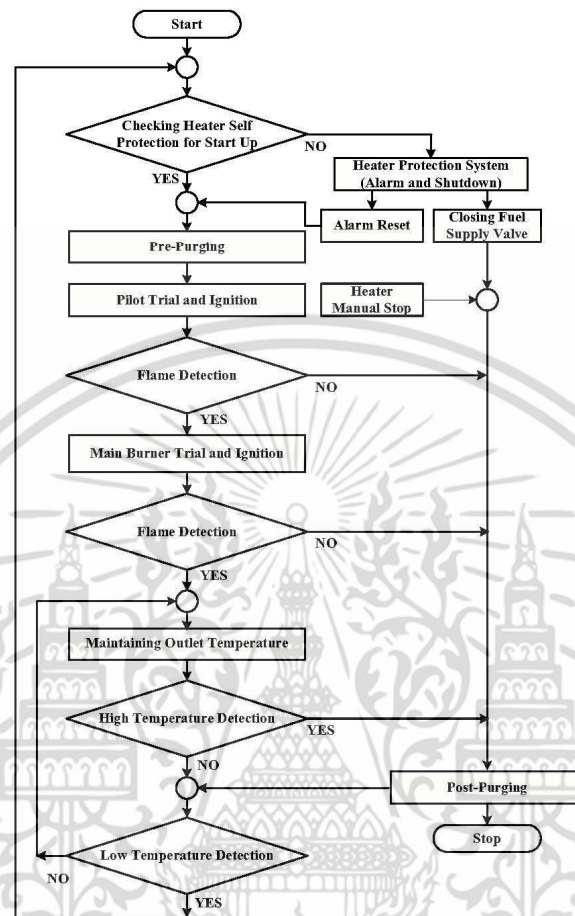 Start
Checking Heater Self
Protection for Start Up
NO
YES
Heater Protection System
(Alarm and Shutdown)
Alarm Reset
Closing Fuel
Supply Valve
Pre-Purging
Pilot Trial and Ignition
Heater
Manual Stop
Flame Detection
NO
YES
Main Burner Trial and Ignition
Flame Detection
NO
YES
Maintaining Outlet Temperature
High Temperature Detection
YES
NO
Post-Purging
Stop
Low Temperature Detection
NO
YES